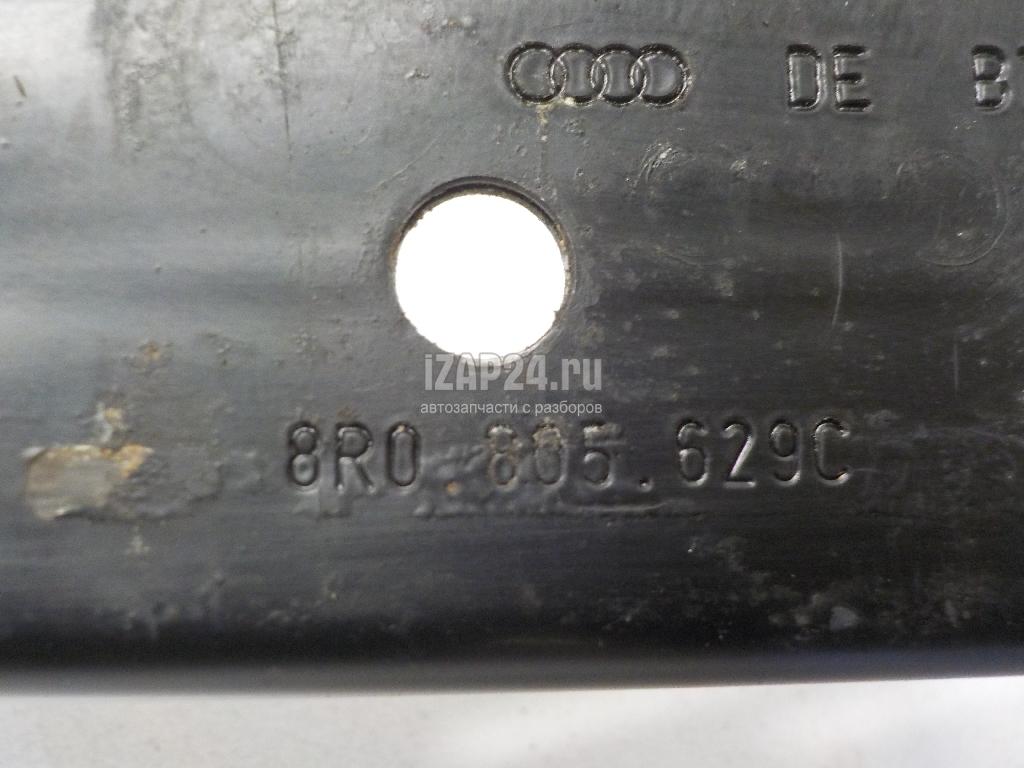 DE
iZAP24.ru
автозапчасти с разборов
8R0.805.629C